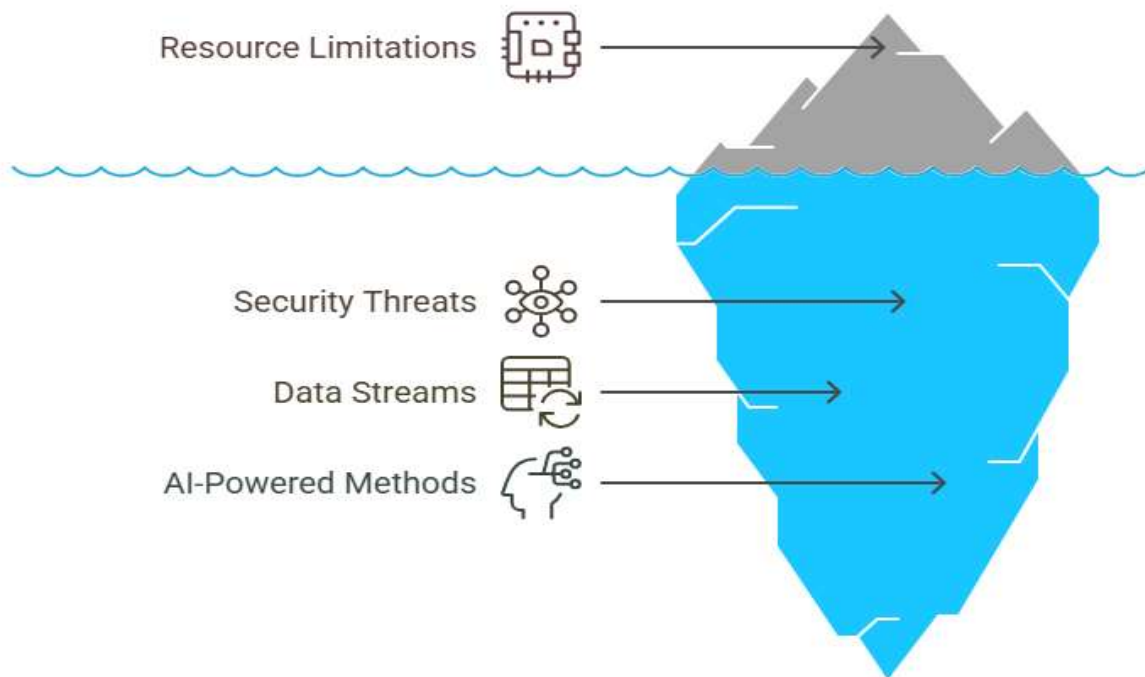 Resource Limitations
Security Threats
Data Streams
AI-Powered Methods